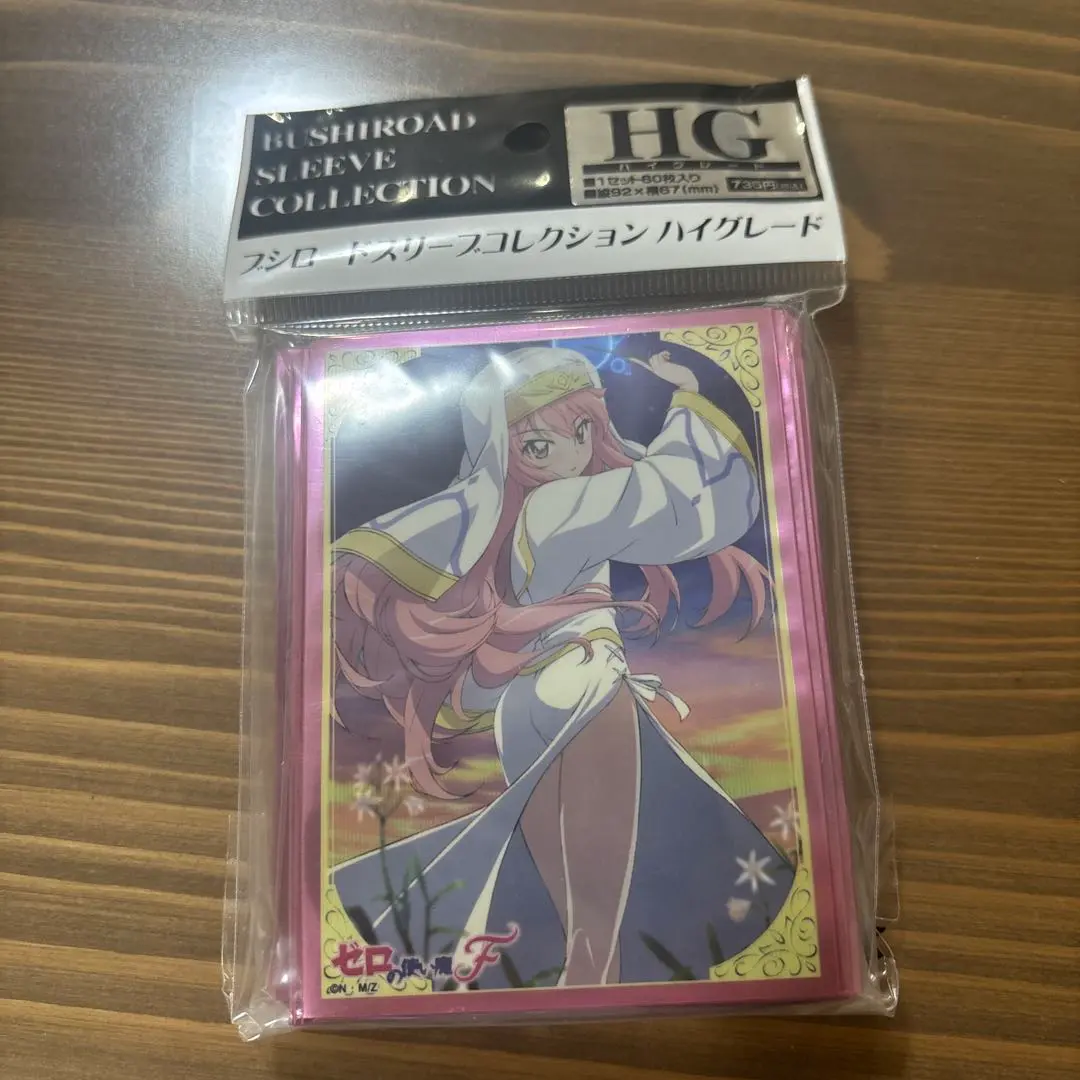 BUSHIROAD
SLEEVE
COLLECTION
HG
ハイグレード
■1セット60枚入り
■縦92×横67(mm)
735円(税込)
ブシロードスリーブコレクション ハイグレード
ゼロの使い魔F
©N・M/Z